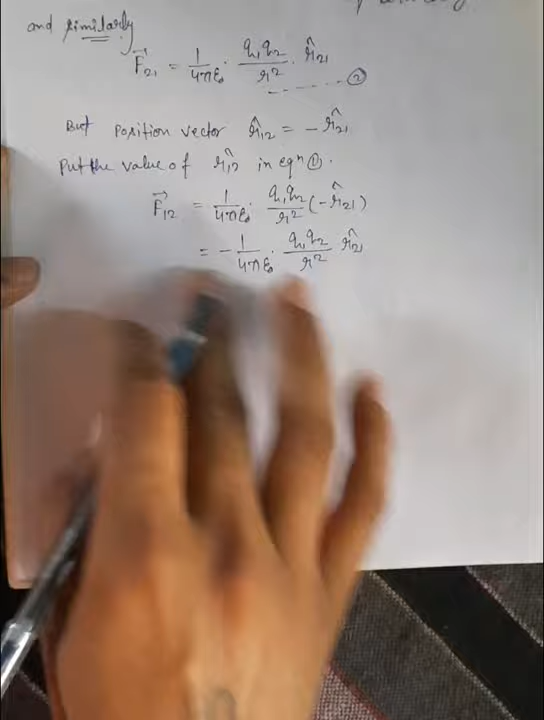 and similarly
F⃗₂₁ = 1/4πε₀ · q₁q₂/r² · r̂₂₁
------- ②
But position vector r̂₁₂ = - r̂₂₁
Put the value of r̂₁₂ in eqⁿ ①.
F⃗₁₂ = 1/4πε₀ · q₁q₂/r² (- r̂₂₁)
= - 1/4πε₀ · q₁q₂/r² · r̂₂₁